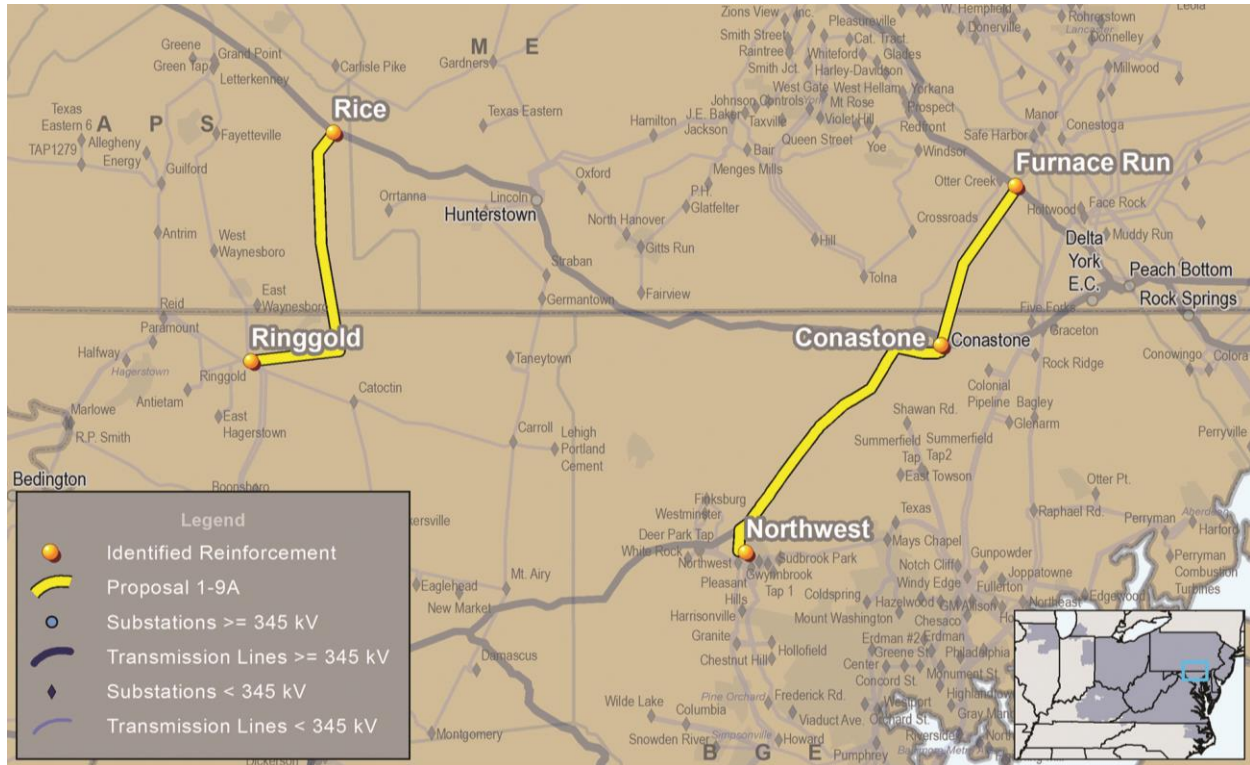 Zions View
Inc.
W. Hempfield
Leola
Pleasureville
Rohrerstown
Greene
Grand Point
M E
Smith Street
Cat. Tract.
Donerville
Lancaster
Donnelley
Green Tap
Gardners
Raintree
Whiteford
Glades
Letterkenny
Carlisle Pike
Smith Jct.
Harley-Davidson
Millwood
West Gate
West Hellam
Yorkana
Rice
Texas Eastern
Johnson Controls
York
Mt Rose
Prospect
Manor
Texas
Eastern 6
A P S
J.E. Baker
Taxville
Violet Hill
Redfront
Safe Harbor
Conestoga
Allegheny
Energy
Fayetteville
Hamilton
Jackson
Queen Street
Yoe
TAP1279
Bair
Windsor
Furnace Run
Guilford
Menges Mills
Otter Creek
Oxford
P.H.
Glatfelter
Orrtanna
Lincoln
Hunterstown
Crossroads
Holtwood
Face Rock
Antrim
West
Waynesboro
North Hanover
Gitts Run
Hill
Muddy Run
Delta
York
E.C.
Straban
Tolna
Peach Bottom
Rock Springs
East
Waynesboro
Germantown
Fairview
Reid
Five Forks
Paramount
Ringgold
Conastone
Conastone
Graceton
Halfway
Hagerstown
Taneytown
Rock Ridge
Conowingo
Colora
Ringgold
Antietam
Catoctin
Colonial
Pipeline
Bagley
Marlowe
East
Hagerstown
Shawan Rd.
Glenarm
R.P. Smith
Carroll
Lehigh
Portland
Cement
Summerfield
Tap
Summerfield
Tap2
Perryville
Bedington
East Towson
Otter Pt.
Boonsboro
Finksburg
Westminster
Texas
Raphael Rd.
Aberdeen
Harford
Perryman
Northwest
Deer Park Tap
White Rock
Mays Chapel
Northwest
Sudbrook Park
Gunpowder
Perryman
Combustion
Turbines
Gwynnbrook
Tap 1
Notch Cliff
Joppatowne
Pleasant
Hills
Windy Edge
Fullerton
Eaglehead
Mt. Airy
Coldspring
Hazelwood
Northeast
Edgewood
New Market
Harrisonville
Mount Washington
Chesaco
Granite
Erdman #2
Erdman
Hollofield
Greene St.
Philadelphia
Damascus
Chestnut Hill
Center
Monument St.
Concord St.
Wilde Lake
Pine Orchard
Frederick Rd.
Westport
Columbia
Viaduct Ave.
Orchard St.
Montgomery
Snowden River
Simpsonville
Howard
Riverside
B G E
Pumphrey
Legend
Identified Reinforcement
Proposal 1-9A
Substations >= 345 kV
Transmission Lines >= 345 kV
Substations < 345 kV
Transmission Lines < 345 kV